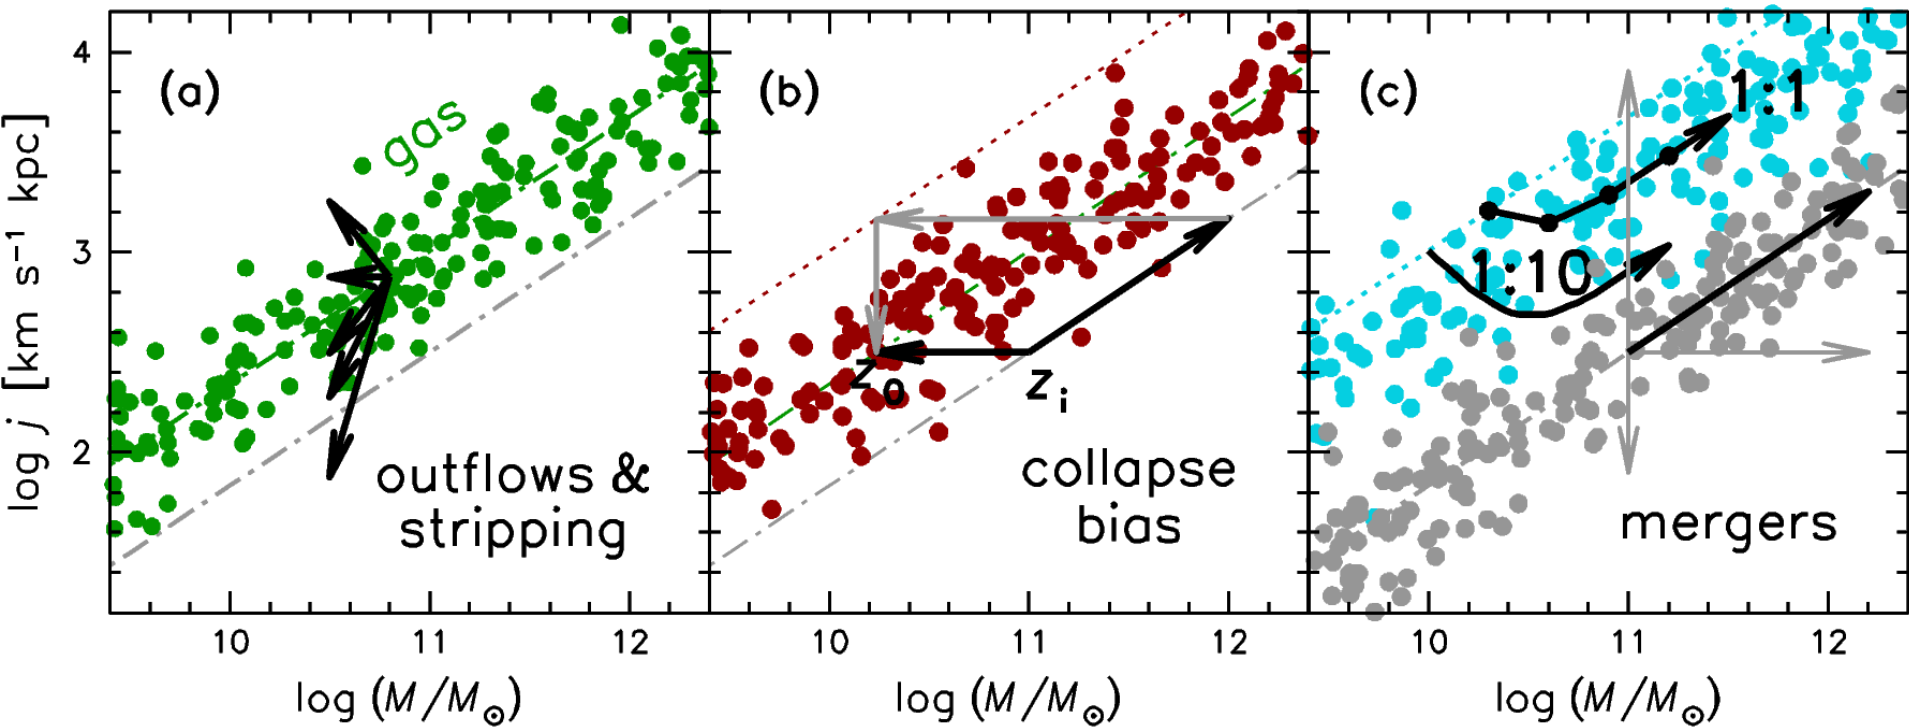 (a)
gas
outflows &
stripping
(b)
z₀
zᵢ
collapse
bias
(c)
1:1
1:10
mergers
log j [km s⁻¹ kpc]
4
3
2
10
11
12
10
11
12
10
11
12
log (M/M⊙)
log (M/M⊙)
log (M/M⊙)